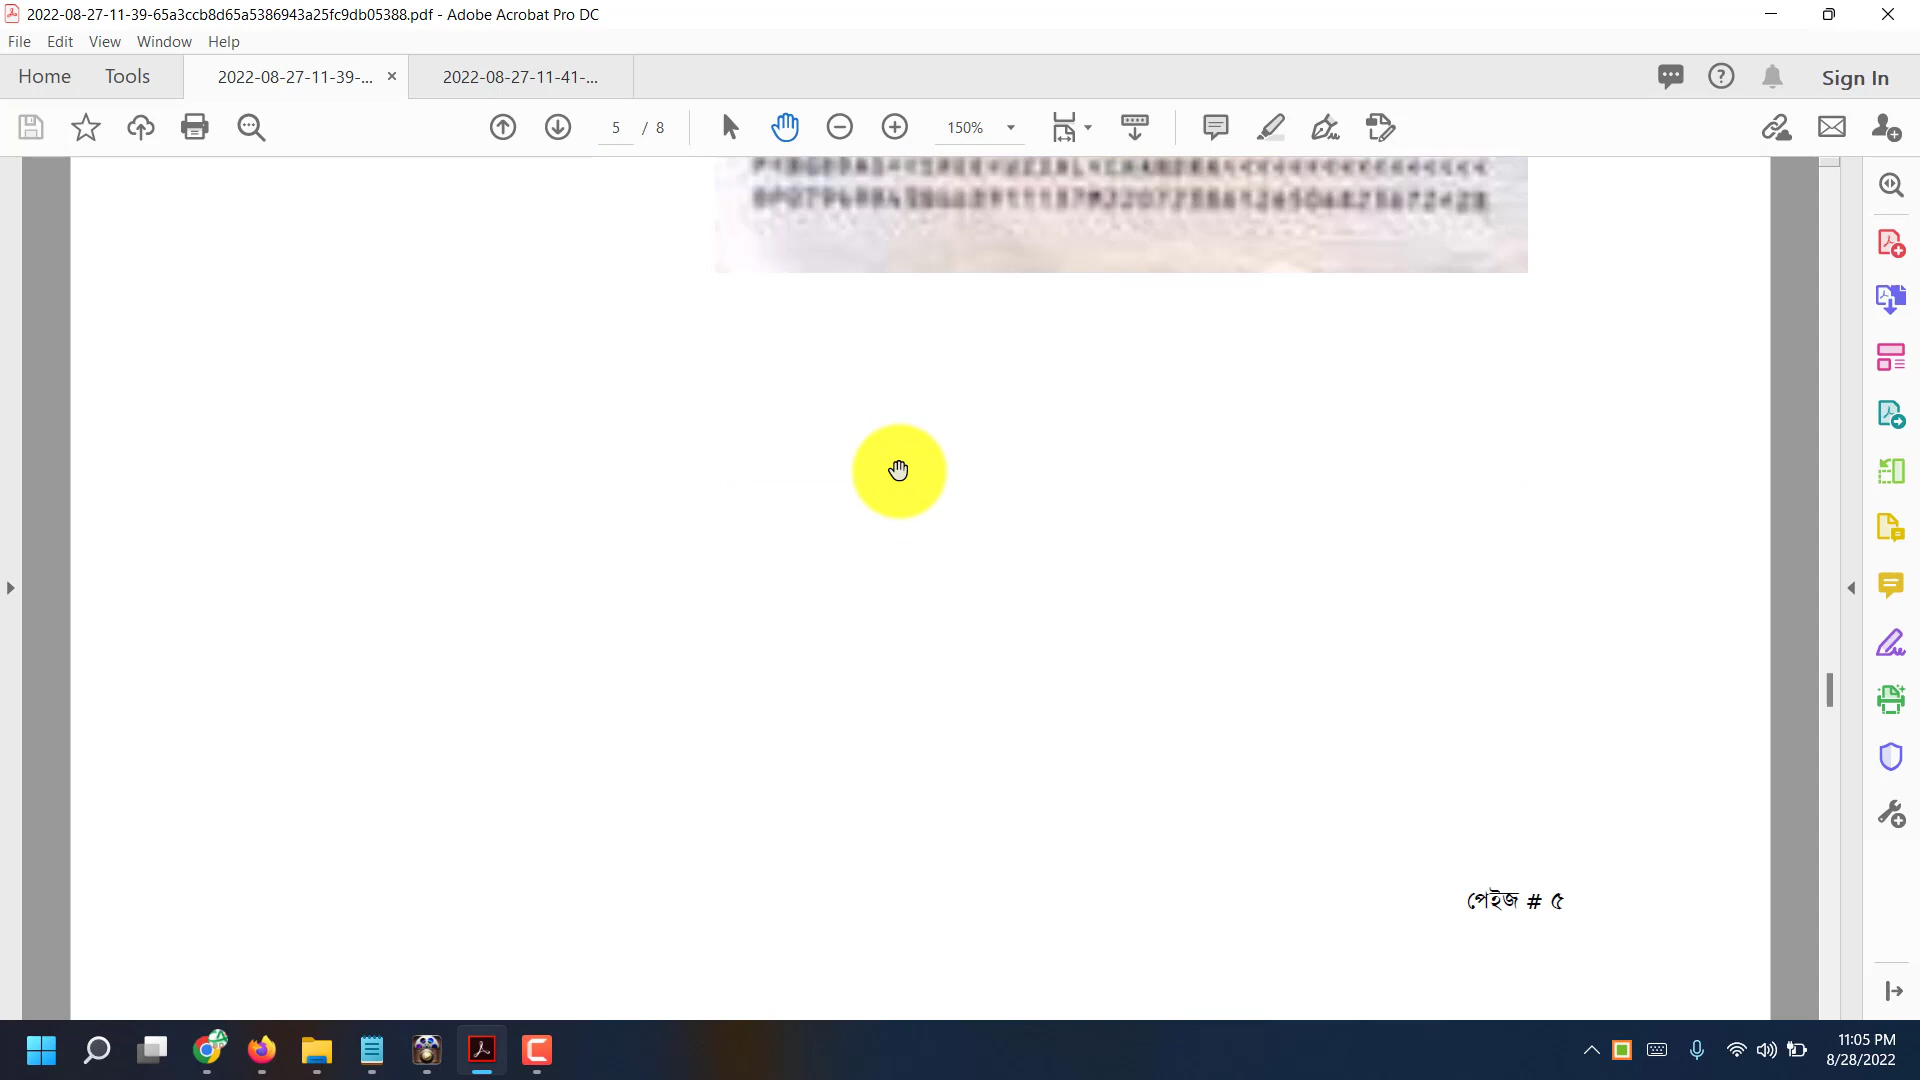 2022-08-27-11-39-65a3ccb8d65a5386943a25fc9db05388.pdf - Adobe Acrobat Pro DC
File Edit View Window Help
Home Tools 2022-08-27-11-39-... × 2022-08-27-11-41-... Sign In
5 / 8 150%
পেইজ # ৫
11:05 PM
8/28/2022